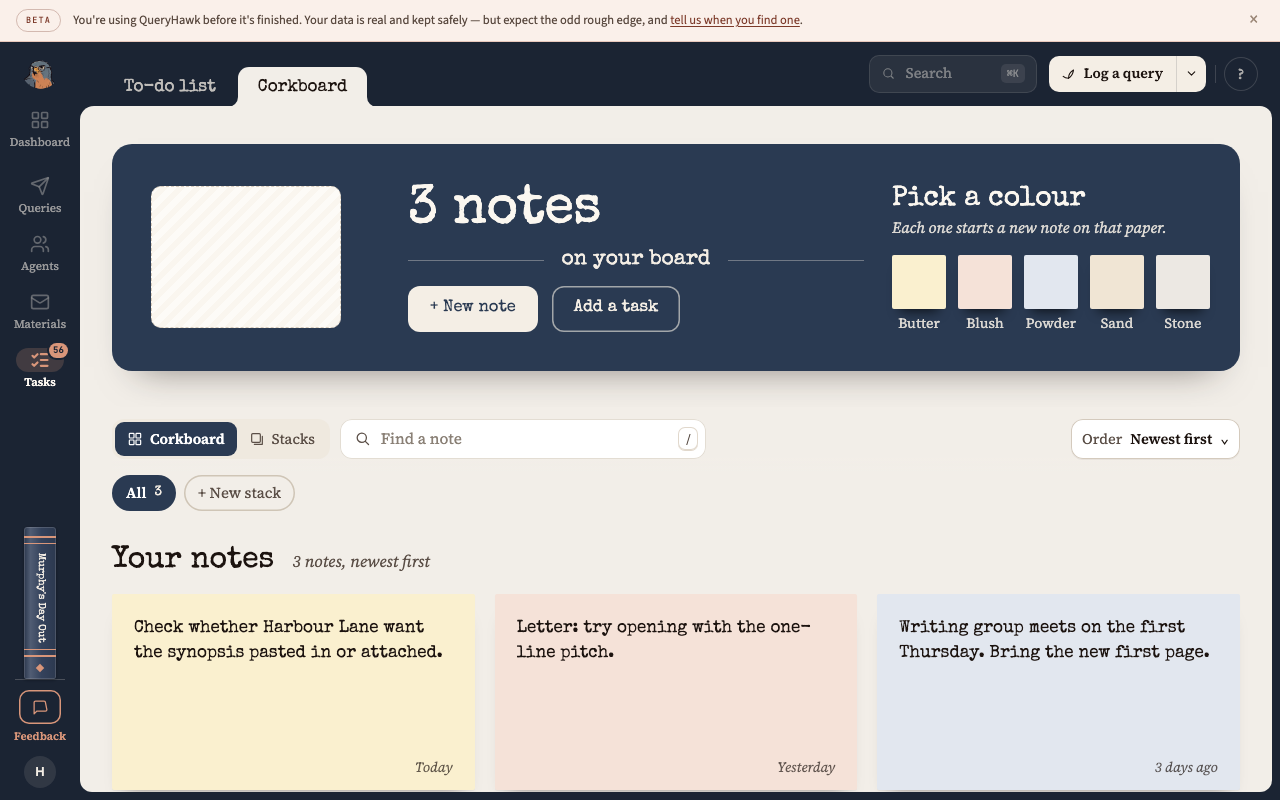 BETA
You're using QueryHawk before it's finished. Your data is real and kept safely — but expect the odd rough edge, and tell us when you find one.
×
To-do list
Corkboard
Search
⌘K
Log a query
?
Dashboard
Queries
Agents
Materials
56
Tasks
Murphy's Day Out
Feedback
H
3 notes
on your board
+ New note
Add a task
Pick a colour
Each one starts a new note on that paper.
Butter
Blush
Powder
Sand
Stone
Corkboard
Stacks
Find a note
/
Order Newest first
All 3
+ New stack
Your notes
3 notes, newest first
Check whether Harbour Lane want
the synopsis pasted in or attached.
Today
Letter: try opening with the one-
line pitch.
Yesterday
Writing group meets on the first
Thursday. Bring the new first page.
3 days ago